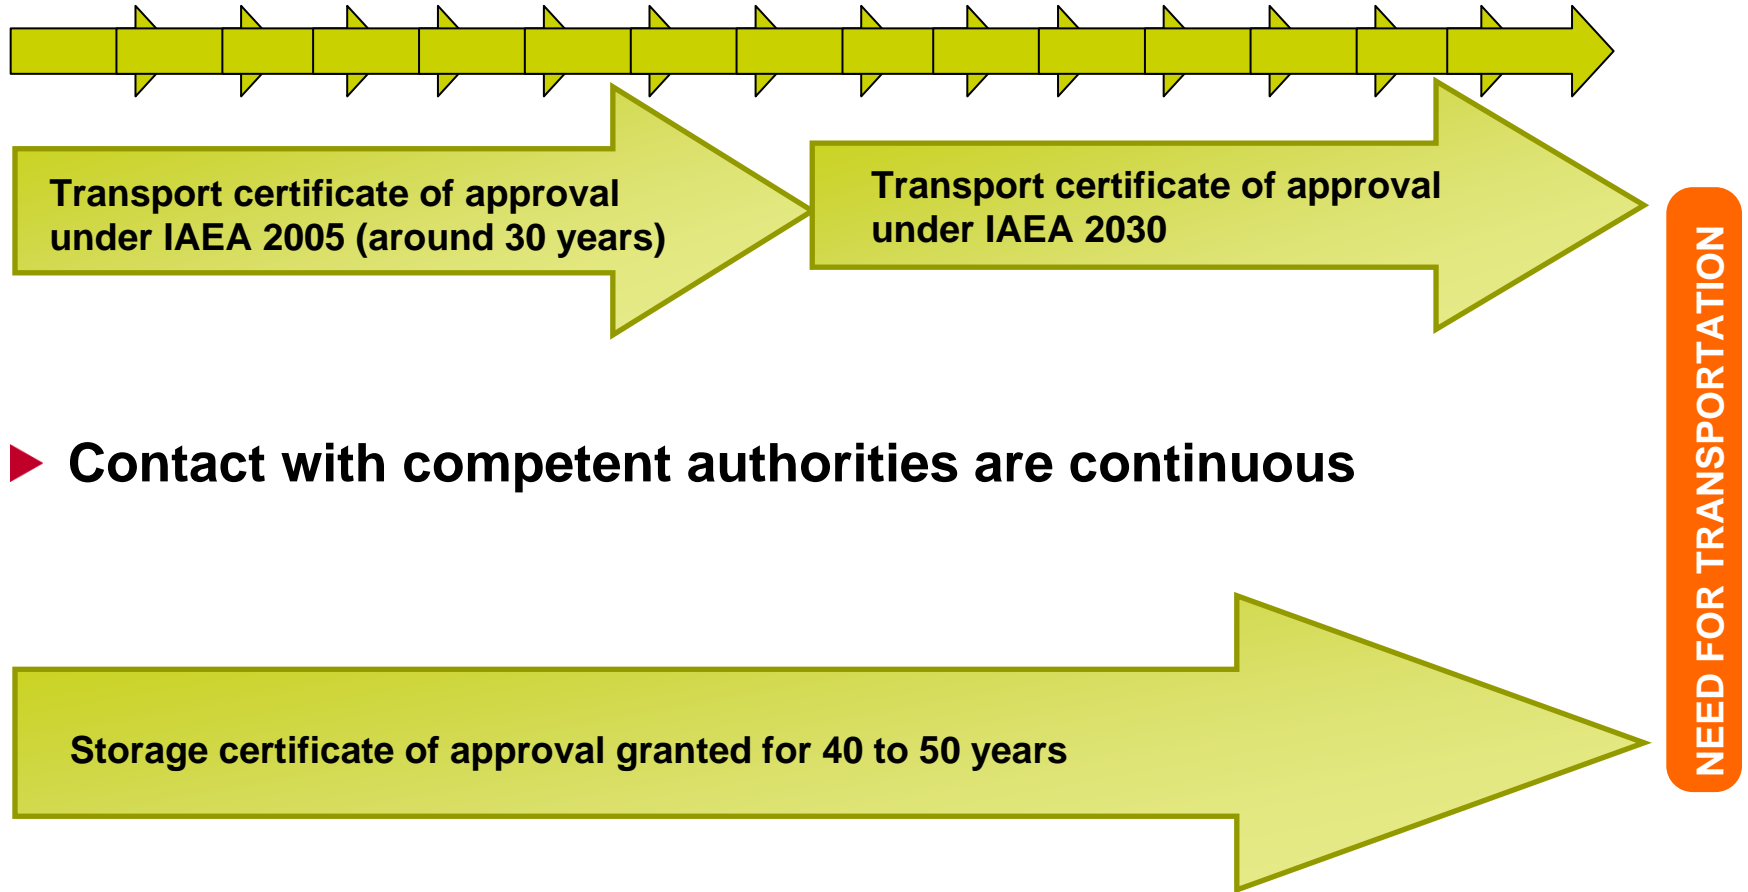 Transport certificate of approval
under IAEA 2005 (around 30 years)
Transport certificate of approval
under IAEA 2030
Contact with competent authorities are continuous
Storage certificate of approval granted for 40 to 50 years
NEED FOR TRANSPORTATION